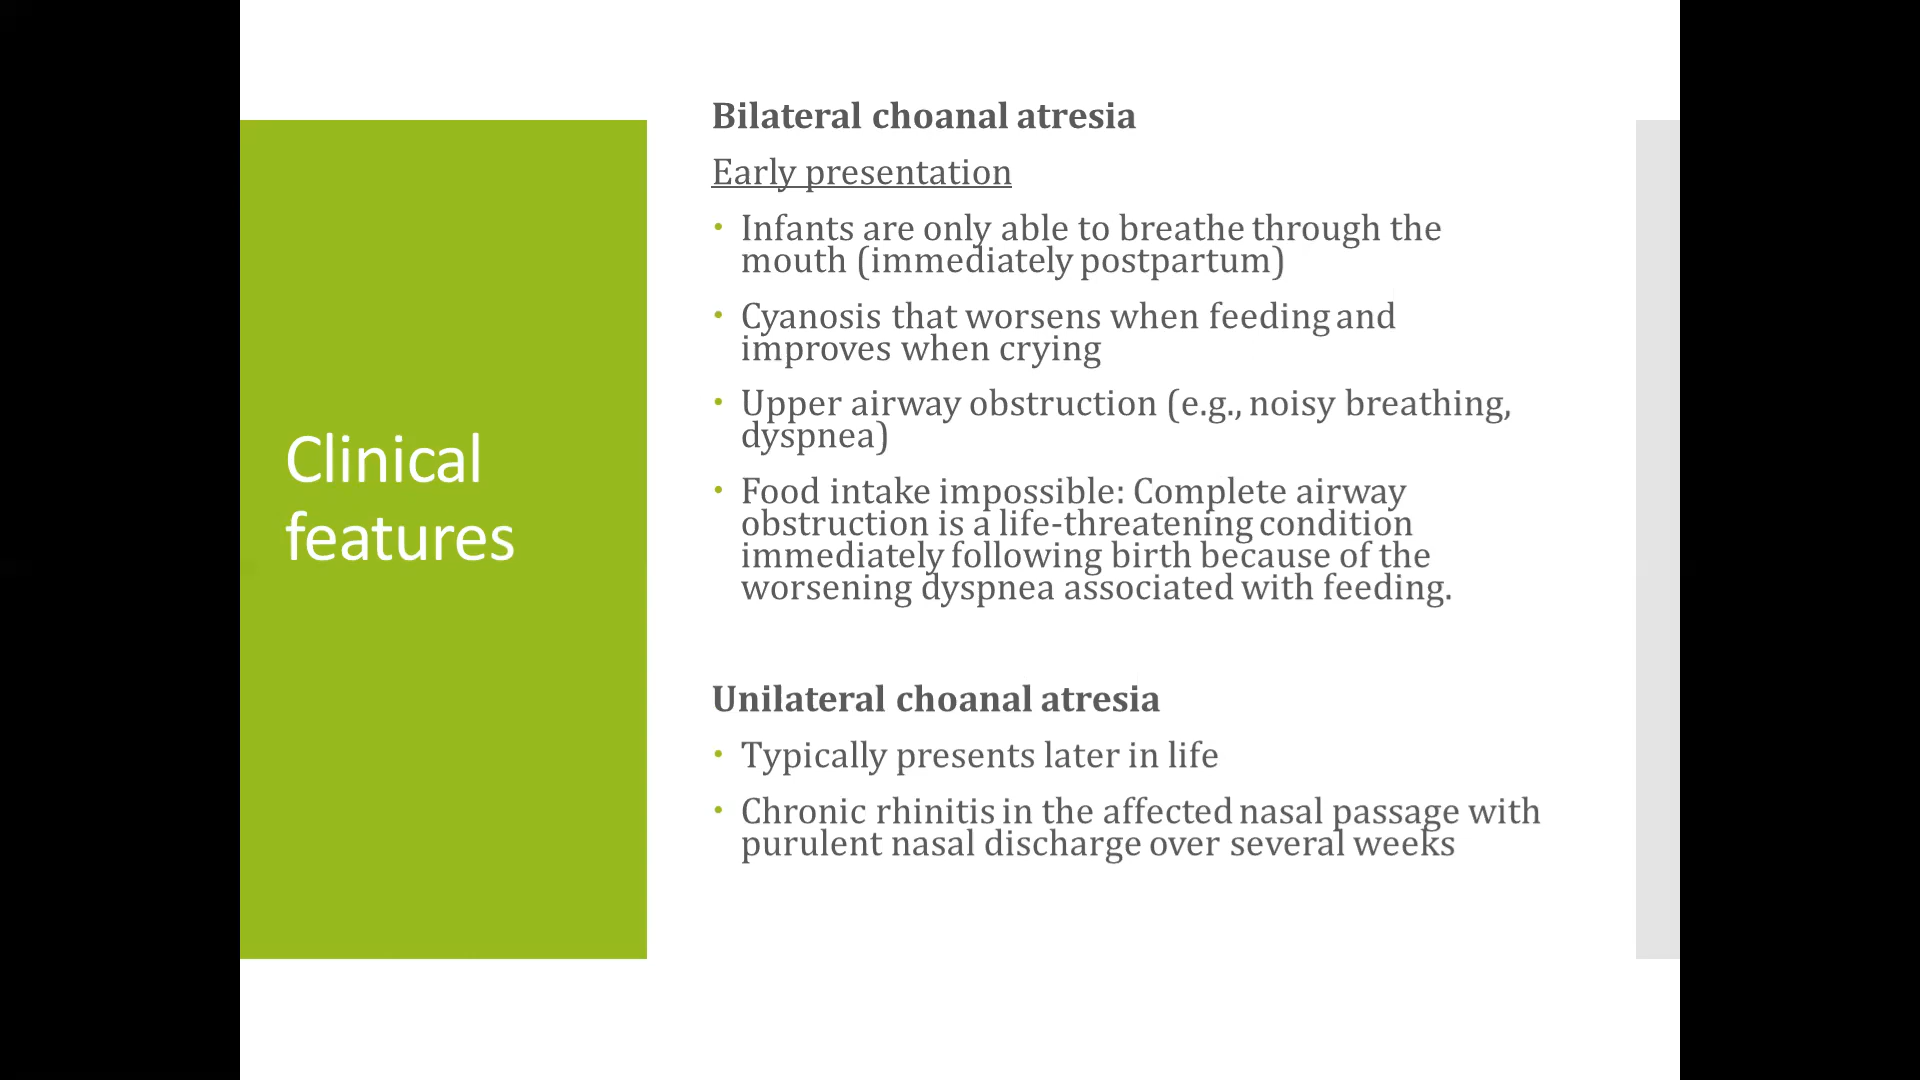 Clinical
features
Bilateral choanal atresia
Early presentation
• Infants are only able to breathe through the
mouth (immediately postpartum)
• Cyanosis that worsens when feeding and
improves when crying
• Upper airway obstruction (e.g., noisy breathing,
dyspnea)
• Food intake impossible: Complete airway
obstruction is a life-threatening condition
immediately following birth because of the
worsening dyspnea associated with feeding.
Unilateral choanal atresia
• Typically presents later in life
• Chronic rhinitis in the affected nasal passage with
purulent nasal discharge over several weeks